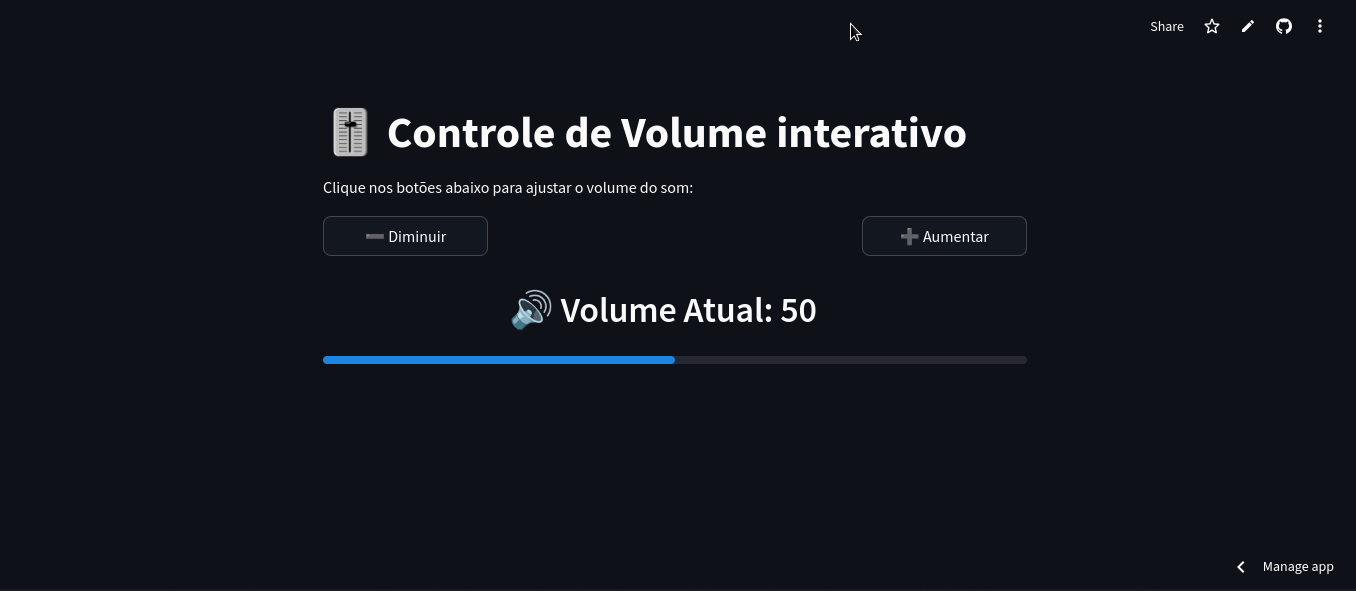 Share
Controle de Volume interativo
Clique nos botões abaixo para ajustar o volume do som:
➖ Diminuir
➕ Aumentar
🔊 Volume Atual: 50
Manage app